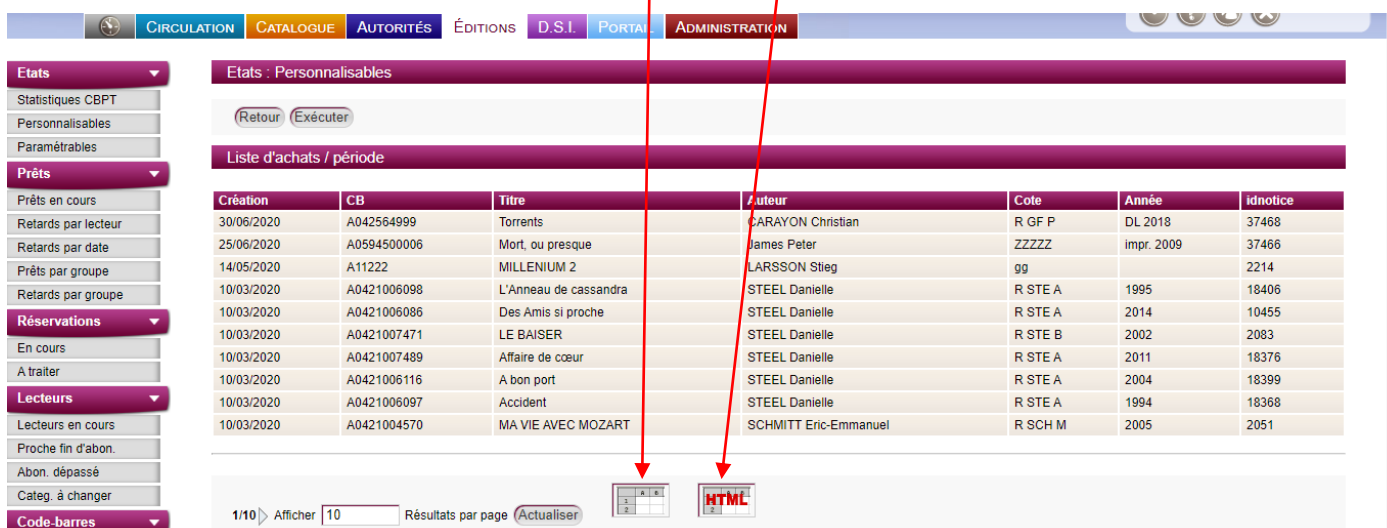 CIRCULATION CATALOGUE AUTORITÉS ÉDITIONS D.S.I. PORTAIL ADMINISTRATION
Etats
Statistiques CBPT
Personnalisables
Paramétrables
Prêts
Prêts en cours
Retards par lecteur
Retards par date
Prêts par groupe
Retards par groupe
Réservations
En cours
A traiter
Lecteurs
Lecteurs en cours
Proche fin d'abon.
Abon. dépassé
Categ. à changer
Code-barres
Etats : Personnalisables
Retour Exécuter
Liste d'achats / période
Création CB Titre Auteur Cote Année idnotice
30/06/2020 A042564999 Torrents CARAYON Christian R GF P DL 2018 37468
25/06/2020 A0594500006 Mort, ou presque James Peter ZZZZZ impr. 2009 37466
14/05/2020 A11222 MILLENIUM 2 LARSSON Stieg gg 2214
10/03/2020 A0421006098 L'Anneau de cassandra STEEL Danielle R STE A 1995 18406
10/03/2020 A0421006086 Des Amis si proche STEEL Danielle R STE A 2014 10455
10/03/2020 A0421007471 LE BAISER STEEL Danielle R STE B 2002 2083
10/03/2020 A0421007489 Affaire de cœur STEEL Danielle R STE A 2011 18376
10/03/2020 A0421006116 A bon port STEEL Danielle R STE A 2004 18399
10/03/2020 A0421006097 Accident STEEL Danielle R STE A 1994 18368
10/03/2020 A0421004570 MA VIE AVEC MOZART SCHMITT Eric-Emmanuel R SCH M 2005 2051
1/10 Afficher 10 Résultats par page Actualiser
A B
1
2
HTML
2